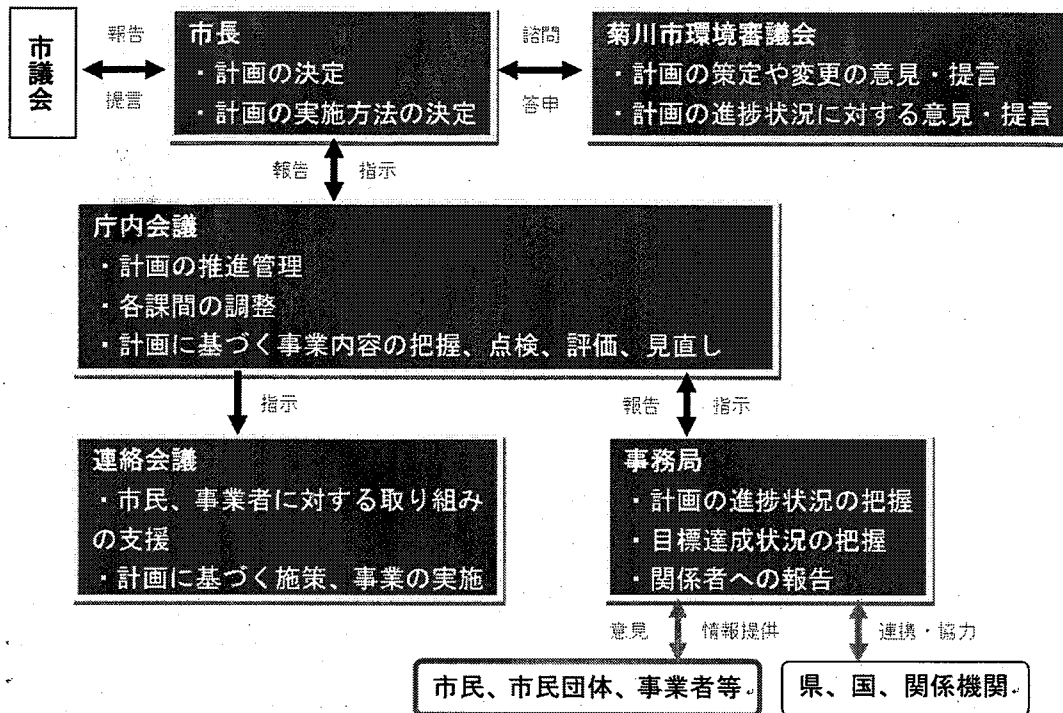 市議会
報告
提言
市長
・計画の決定
・計画の実施方法の決定
諮問
答申
菊川市環境審議会
・計画の策定や変更の意見・提言
・計画の進捗状況に対する意見・提言
報告
指示
庁内会議
・計画の推進管理
・各課間の調整
・計画に基づく事業内容の把握、点検、評価、見直し
指示
報告
指示
連絡会議
・市民、事業者に対する取り組み
の支援
・計画に基づく施策、事業の実施
事務局
・計画の進捗状況の把握
・目標達成状況の把握
・関係者への報告
意見
情報提供
連携・協力
市民、市民団体、事業者等
県、国、関係機関